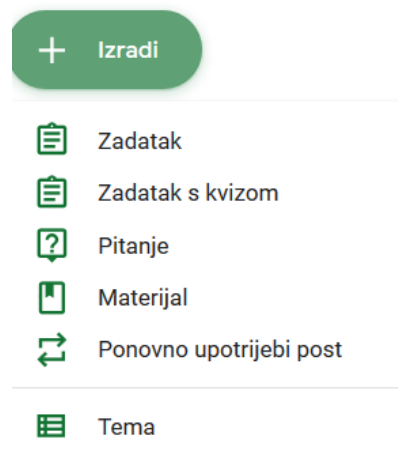 Izradi
Zadatak
Zadatak s kvizom
Pitanje
Materijal
Ponovno upotrijebi post
Tema